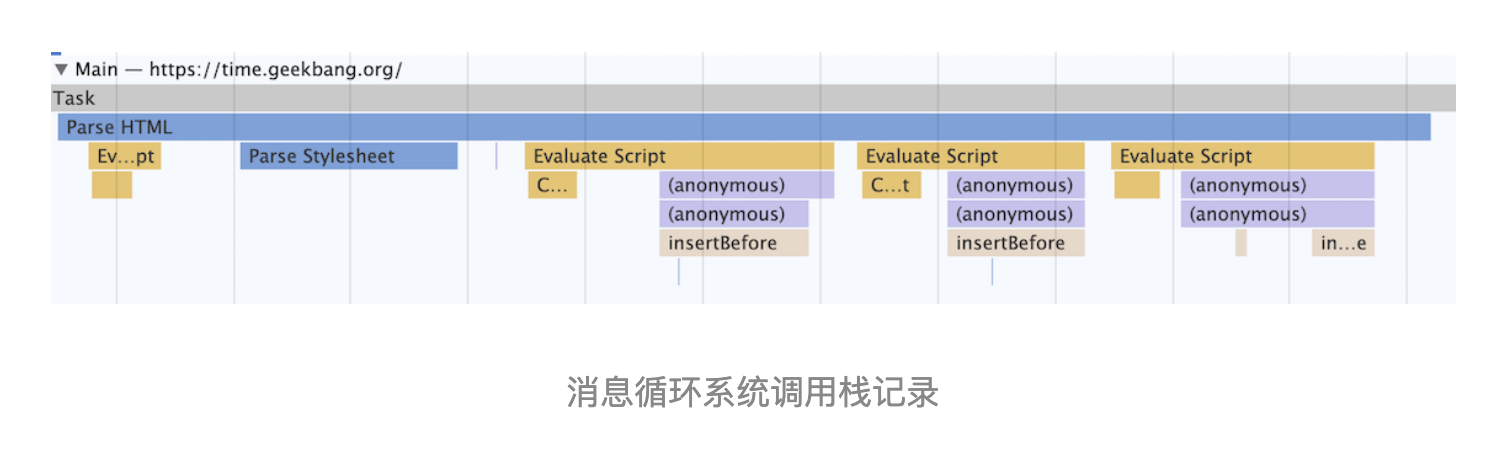 ▼ Main — https://time.geekbang.org/
Task
Parse HTML
Ev...pt Parse Stylesheet Evaluate Script Evaluate Script Evaluate Script
C... (anonymous) C...t (anonymous) (anonymous)
(anonymous) (anonymous) (anonymous)
insertBefore insertBefore in...e
消息循环系统调用栈记录